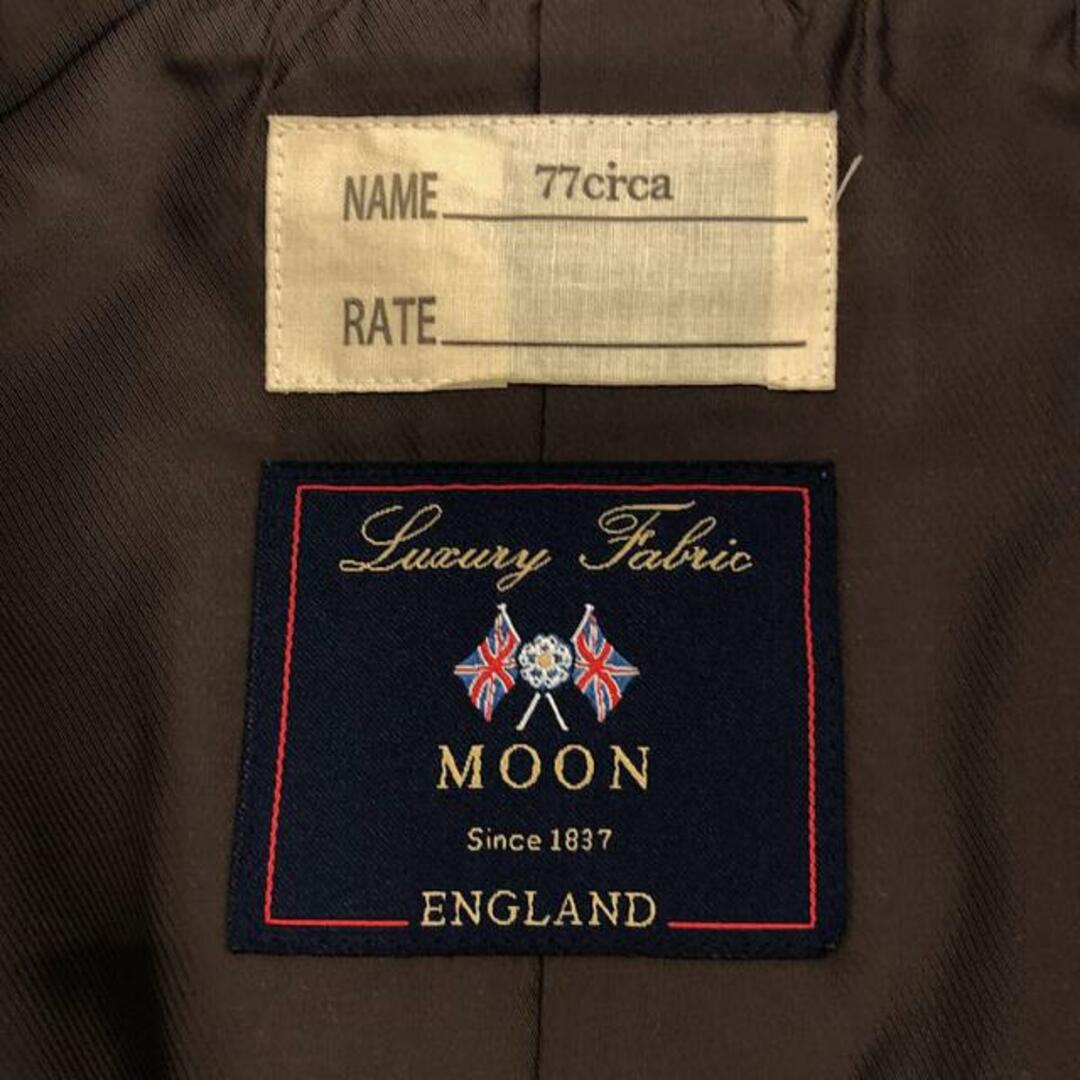 NAME 77circa
RATE
Luxury Fabric
MOON
Since 1837
ENGLAND